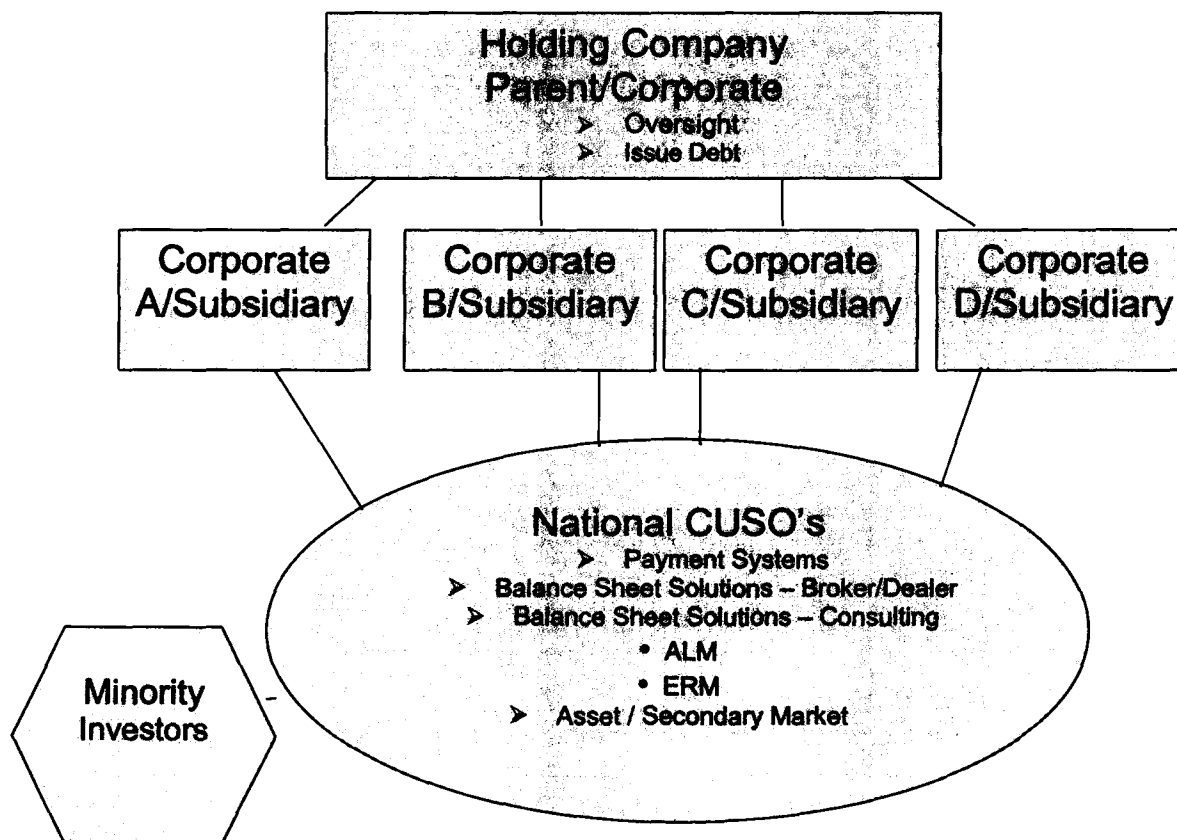 Holding Company
Parent/Corporate
➢ Oversight
➢ Issue Debt
Corporate
A/Subsidiary
Corporate
B/Subsidiary
Corporate
C/Subsidiary
Corporate
D/Subsidiary
National CUSO's
➢ Payment Systems
➢ Balance Sheet Solutions – Broker/Dealer
➢ Balance Sheet Solutions – Consulting
• ALM
• ERM
➢ Asset / Secondary Market
Minority
Investors